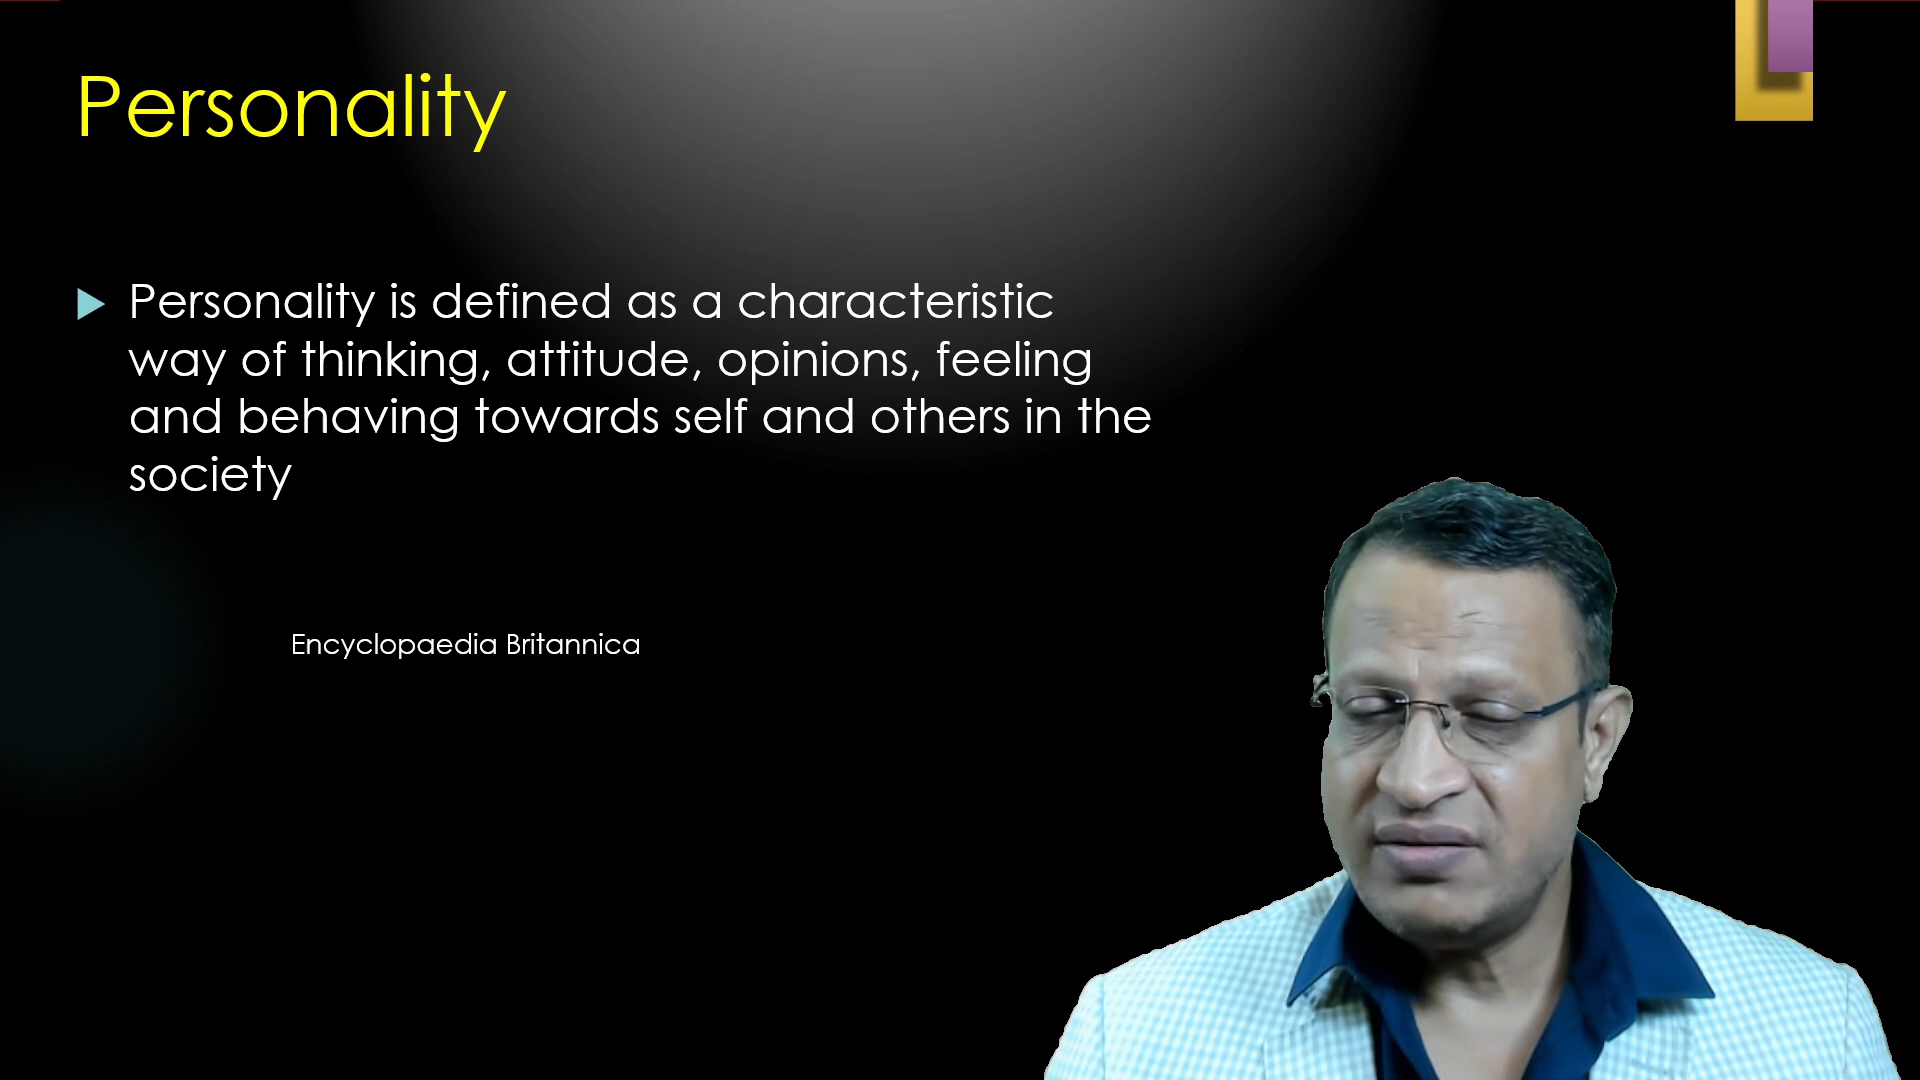 Personality
Personality is defined as a characteristic
way of thinking, attitude, opinions, feeling
and behaving towards self and others in the
society
Encyclopaedia Britannica